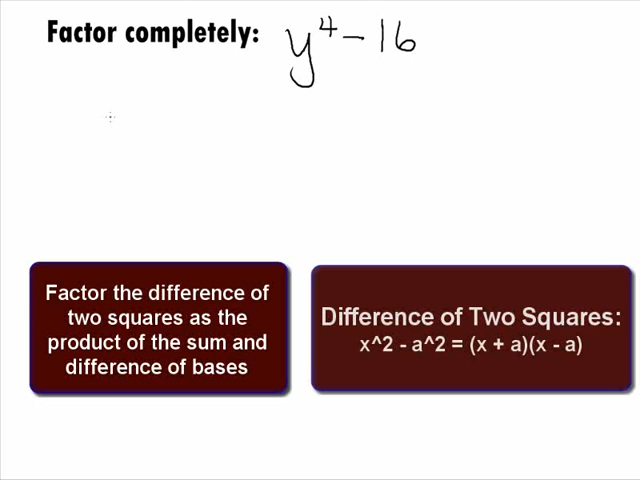 Factor completely: y⁴ - 16
Factor the difference of
two squares as the
product of the sum and
difference of bases
Difference of Two Squares:
x^2 - a^2 = (x + a)(x - a)